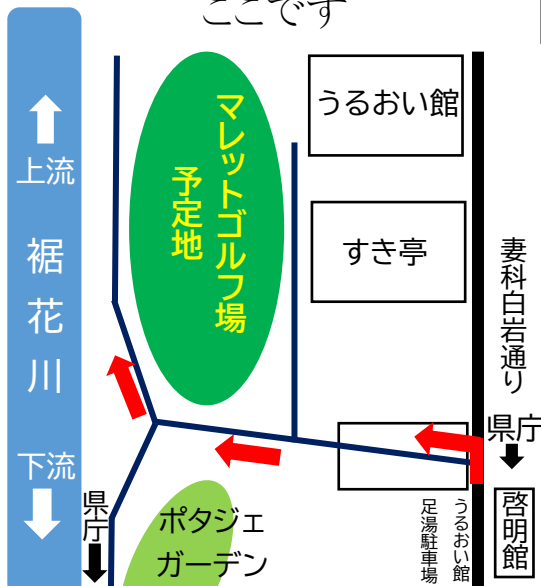 ここです
うるおい館
マレットゴルフ場
予定地
上流
裾花川
すき亭
妻科白岩通り
県庁
下流
県庁
ポタジェ
ガーデン
うるおい館
足湯駐車場
啓明館